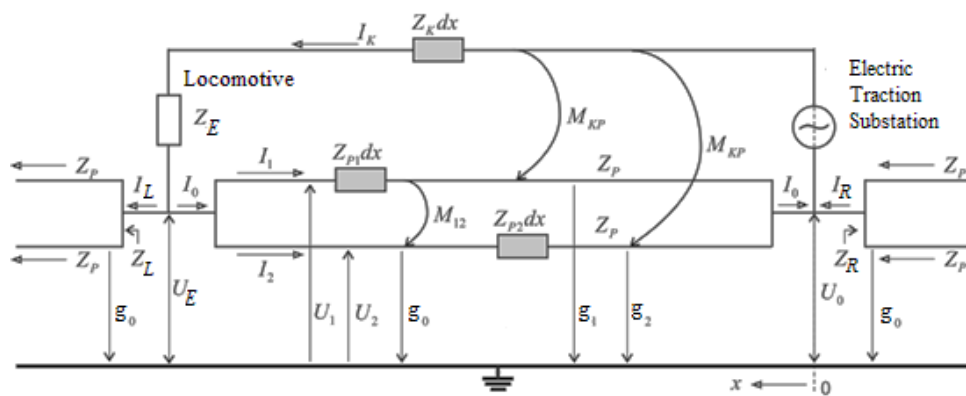 I_K
Z_K dx
Locomotive
Electric
Traction
Substation
Z_E
M_KP
M_KP
Z_P
I_1
Z_P1 dx
Z_P
Z_P
I_L
I_0
I_0
I_R
M_12
Z_P2 dx
Z_P
Z_P
Z_L
I_2
Z_R
Z_P
U_E
U_1
U_2
U_0
g_0
g_0
g_1
g_2
g_0
x
0